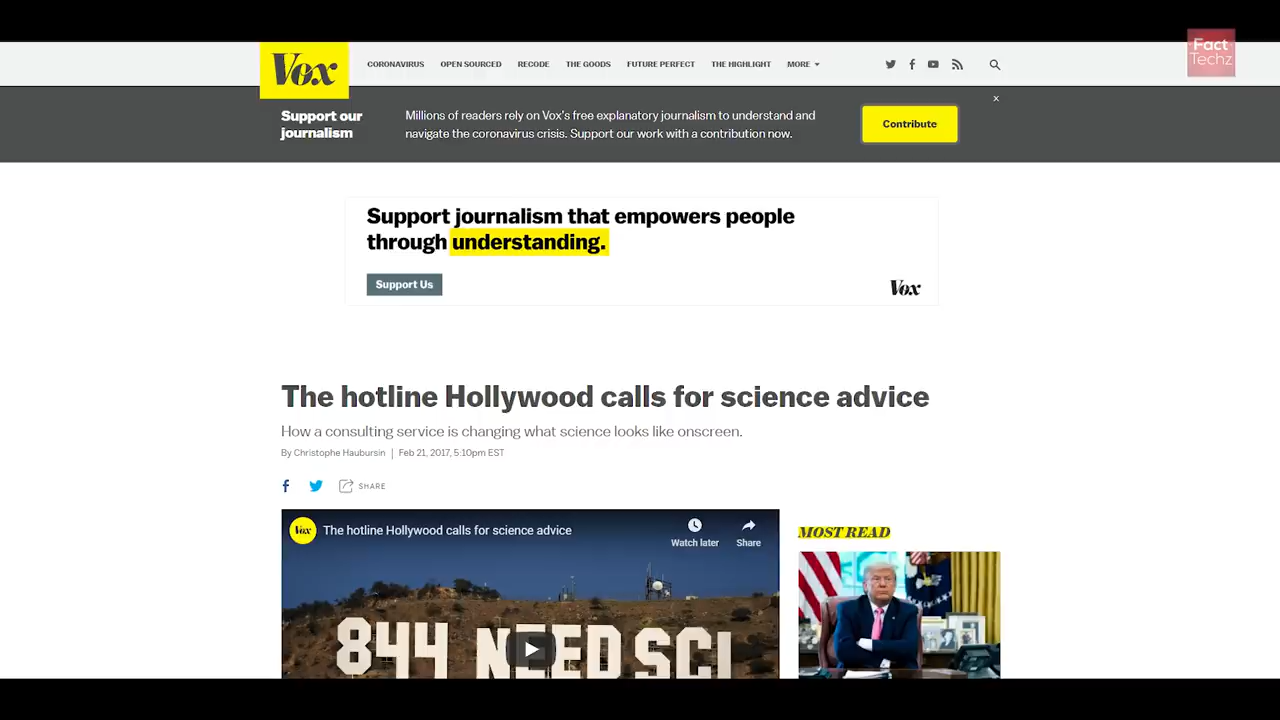 Fact
Techz
Vox
CORONAVIRUS OPEN SOURCED RECODE THE GOODS FUTURE PERFECT THE HIGHLIGHT MORE
x
Support our
journalism
Millions of readers rely on Vox's free explanatory journalism to understand and
navigate the coronavirus crisis. Support our work with a contribution now.
Contribute
Support journalism that empowers people
through understanding.
Support Us
Vox
The hotline Hollywood calls for science advice
How a consulting service is changing what science looks like onscreen.
By Christophe Haubursin | Feb 21, 2017, 5:10pm EST
SHARE
Vox
The hotline Hollywood calls for science advice
Watch later
Share
844 NEED SCI
MOST READ